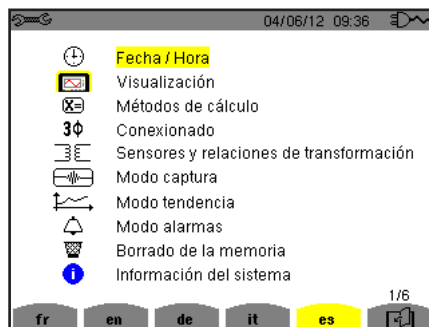 04/06/12 09:36
Fecha / Hora
Visualización
X= Métodos de cálculo
3Φ Conexionado
Sensores y relaciones de transformación
Modo captura
Modo tendencia
Modo alarmas
Borrado de la memoria
i Información del sistema
1/6
fr en de it es